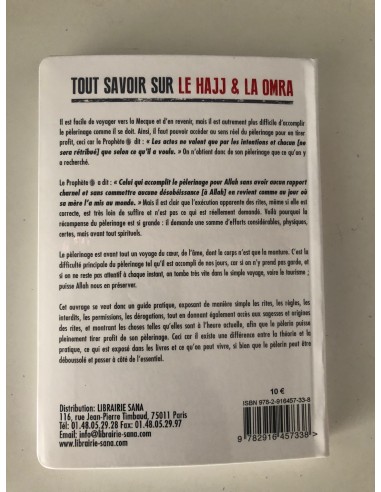 TOUT SAVOIR SUR LE HAJJ & LA OMRA
Il est facile de voyager vers la Mecque et d'en revenir, mais il est autrement plus difficile d'accomplir
le pèlerinage comme il se doit. Ainsi, il faut pouvoir accéder au sens réel du pèlerinage pour en tirer
profit, ceci car le Prophète ﷺ dit : « Les actes ne valent que par les intentions et chacun [ne
sera rétribué] que selon ce qu'il a voulu. » On n'obtient donc de son pèlerinage que ce qu'on y
a recherché.
Le Prophète ﷺ a dit : « Celui qui accomplit le pèlerinage pour Allah sans avoir aucun rapport
charnel et sans commettre aucune désobéissance [à Allah] en revient comme au jour où
sa mère l'a mis au monde. » Mais il est clair que l'exécution apparente des rites, même si elle est
correcte, est très loin de suffire et n'est pas ce qui est réellement demandé. Voilà pourquoi la
récompense du pèlerinage est si grande : il demande une somme d'efforts considérables, physiques,
certes, mais avant tout spirituels.
Le pèlerinage est avant tout un voyage du cœur, de l'âme, dont le corps n'est que la monture. C'est la
difficulté principale du pèlerinage tel qu'il est accompli de nos jours, car si on n'y prend pas garde, et
si on ne reste pas attentif à chaque instant, on tombe très vite dans le simple voyage, voire le tourisme ;
puisse Allah nous en préserver.
Cet ouvrage se veut donc un guide pratique, exposant de manière simple les rites, les règles, les
interdits, les permissions, les dérogations, tout en donnant également accès aux sagesses et origines
des rites, et montrant les choses telles qu'elles sont à l'heure actuelle, afin que le pèlerin puisse
pleinement tirer profit de son pèlerinage. Ceci car il existe une différence entre la théorie et la
pratique, ce qui est exposé dans les livres et ce qu'on peut vivre, si bien que le pèlerin peut être
déboussolé et passer à côté de l'essentiel.
10 €
Distribution: LIBRAIRIE SANA
116, rue Jean-Pierre Timbaud, 75011 Paris
Tél: 01.48.05.29.28 Fax: 01.48.05.29.97
Email: info@librairie-sana.com
www.librairie-sana.com
ISBN 978-2-916457-33-8
9 782916 457338 >